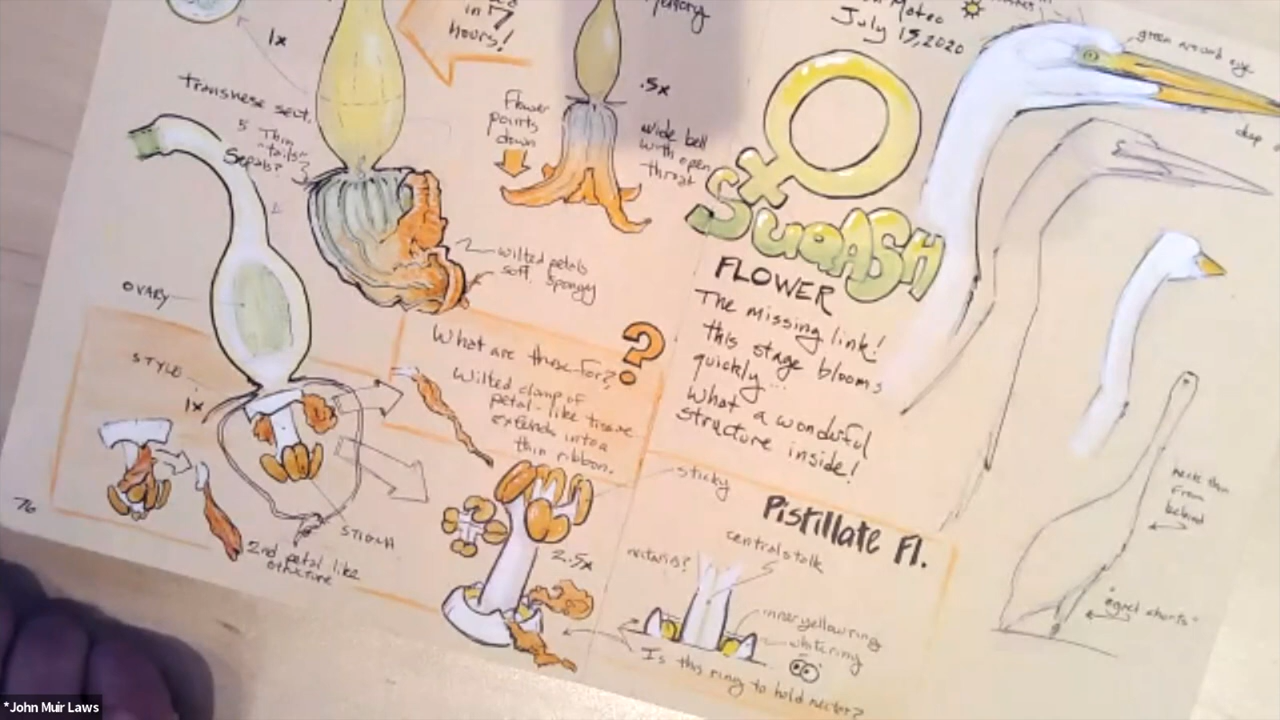 1x
in 7
hours!
Transverse sect.
5 Thin
"tails"
Sepals?
Flower
points
down
.5x
wide bell
with open
throat
wilted petals
soft, spongy
Mateo
July 15, 2020
SQUASH
FLOWER
The missing link!
this stage blooms
quickly...
What a wonderful
structure inside!
green around eye
OVARY
STYLE
1x
What are these for?
?
Wilted clump of
petal-like tissue
extends into a
thin ribbon.
STIGMA
2nd petal like
structure
76
sticky
2.5x
Pistillate Fl.
central stalk
nectaris?
inner yellow ring
white ring
Is this ring to hold nectar?
neck thin
from
behind
"egret shorts"
*John Muir Laws